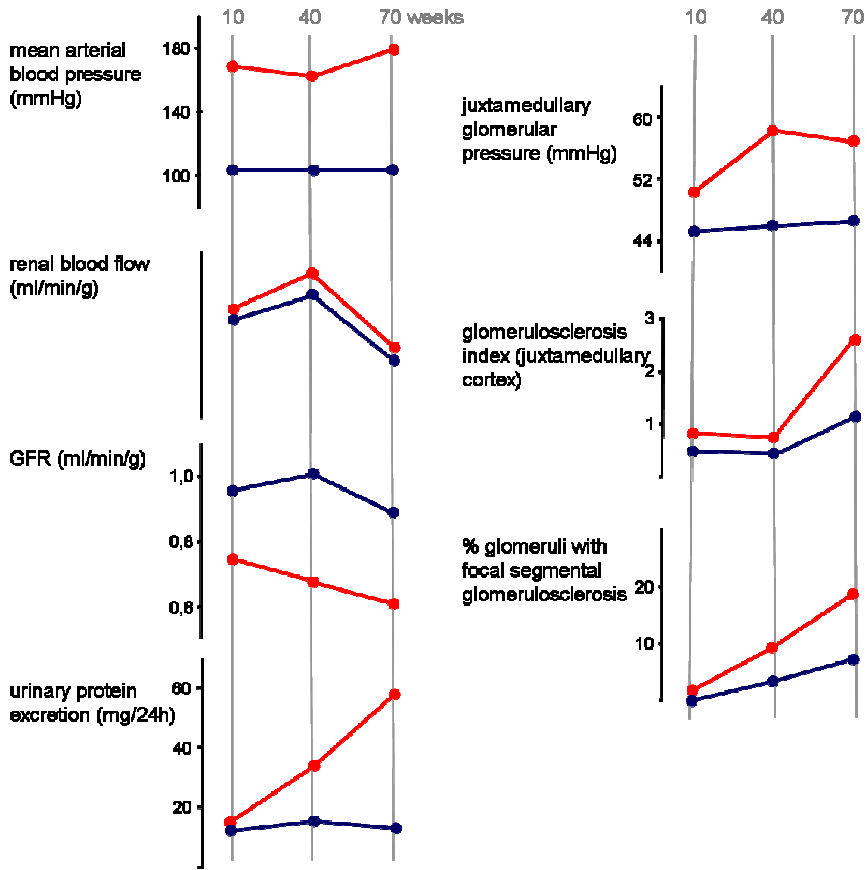 10 40 70 weeks
mean arterial
blood pressure
(mmHg)
180
140
100
renal blood flow
(ml/min/g)
GFR (ml/min/g)
1,0
0,8
0,6
urinary protein
excretion (mg/24h)
60
40
20
10 40 70
juxtamedullary
glomerular
pressure (mmHg)
60
52
44
glomerulosclerosis
index (juxtamedullary
cortex)
3
2
1
% glomeruli with
focal segmental
glomerulosclerosis
20
10